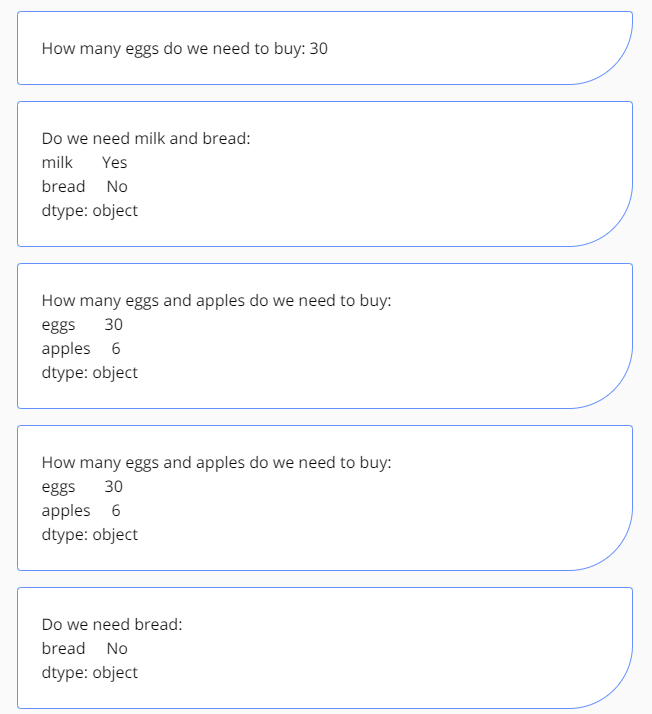 How many eggs do we need to buy: 30
Do we need milk and bread:
milk Yes
bread No
dtype: object
How many eggs and apples do we need to buy:
eggs 30
apples 6
dtype: object
How many eggs and apples do we need to buy:
eggs 30
apples 6
dtype: object
Do we need bread:
bread No
dtype: object